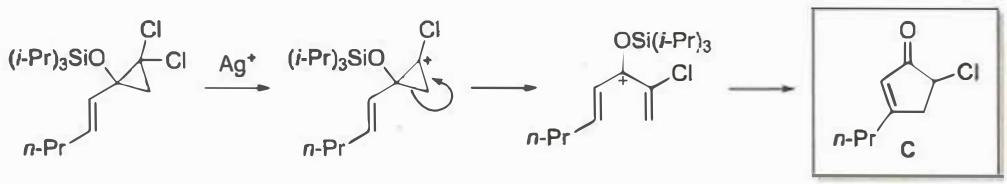 (i-Pr)₃SiO Cl Cl
n-Pr
Ag⁺
(i-Pr)₃SiO Cl +
n-Pr
OSi(i-Pr)₃
+ Cl
n-Pr
O
Cl
n-Pr
C